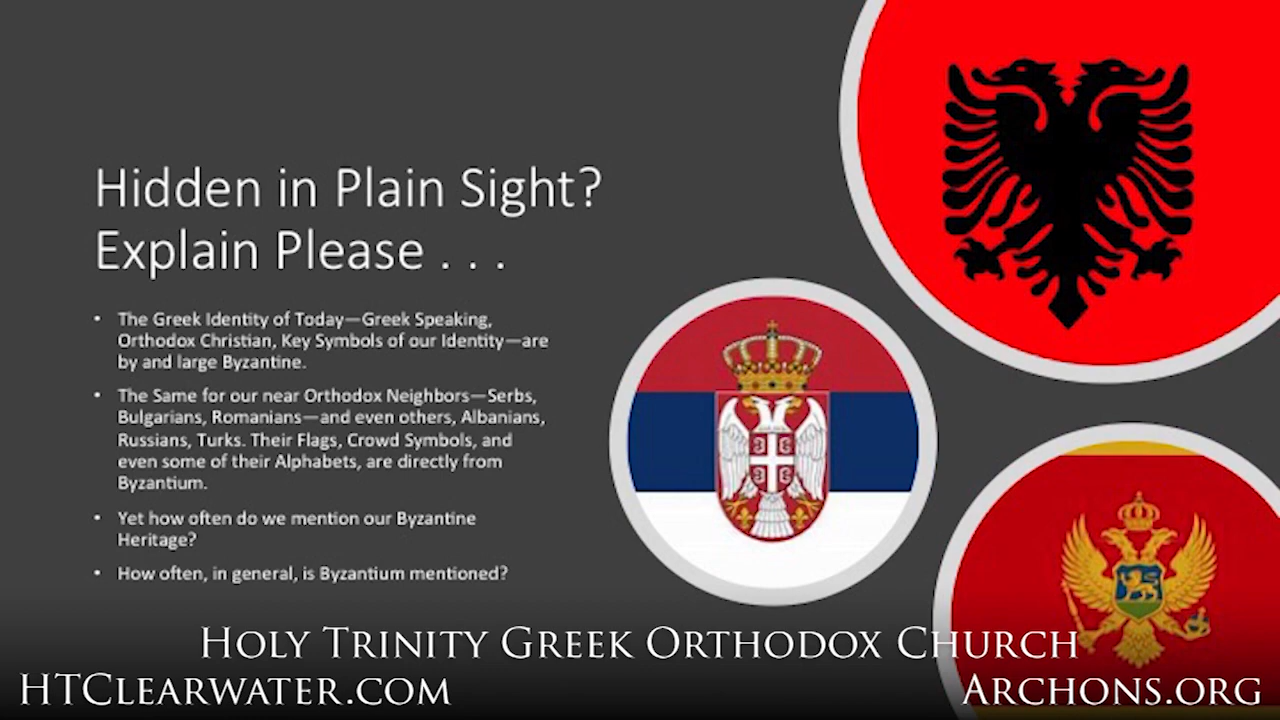 Hidden in Plain Sight?
Explain Please . . .
• The Greek Identity of Today—Greek Speaking,
Orthodox Christian, Key Symbols of our Identity—are
by and large Byzantine.
• The Same for our near Orthodox Neighbors—Serbs,
Bulgarians, Romanians—and even others, Albanians,
Russians, Turks. Their Flags, Crowd Symbols, and
even some of their Alphabets, are directly from
Byzantium.
• Yet how often do we mention our Byzantine
Heritage?
• How often, in general, is Byzantium mentioned?
Holy Trinity Greek Orthodox Church
HTClearwater.com
Archons.org